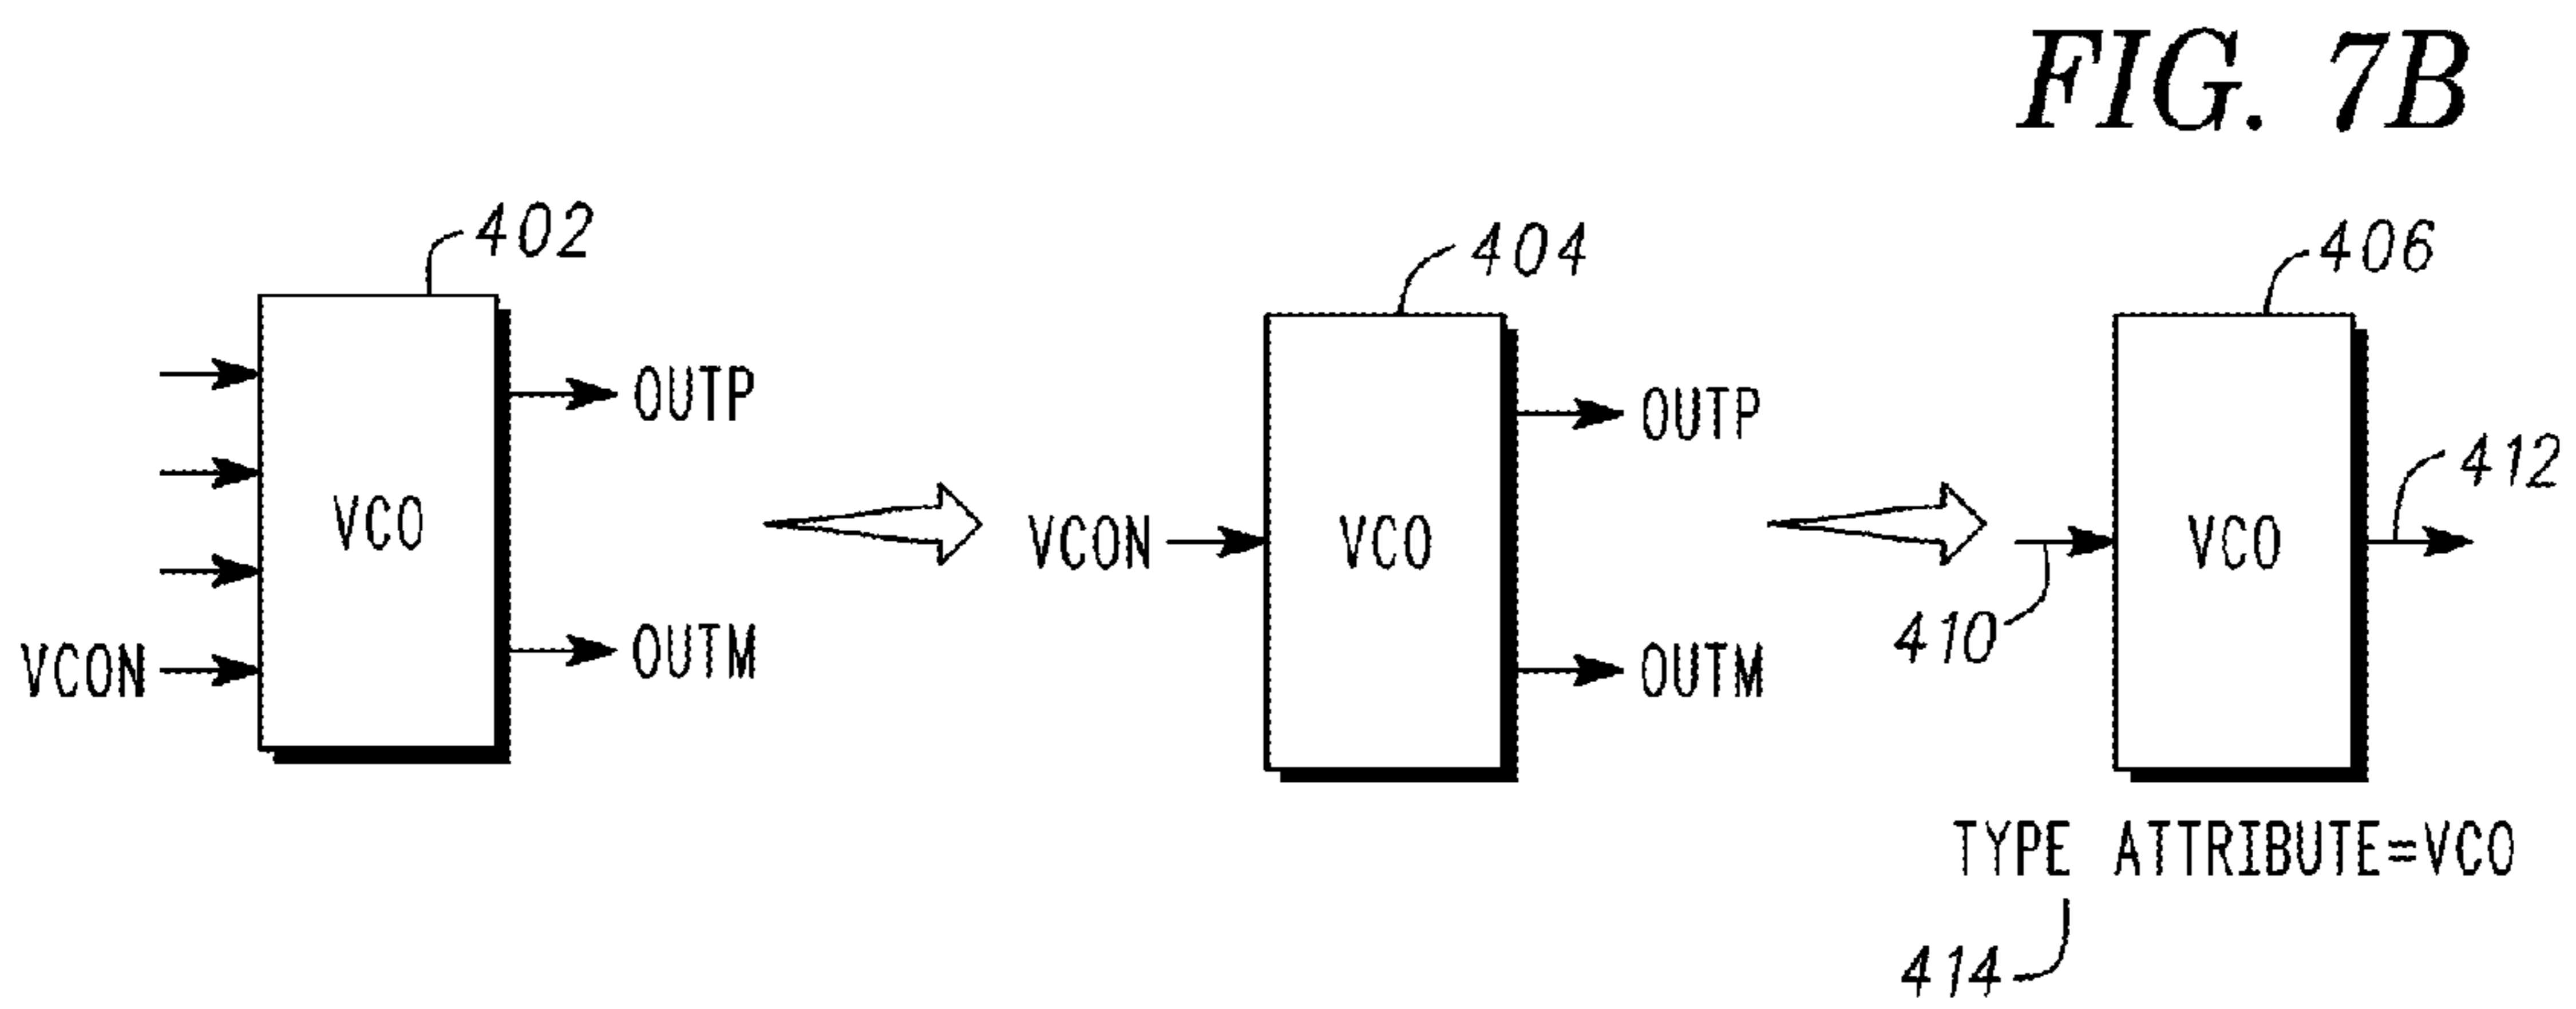 FIG. 7B
402
404
406
OUTP
OUTP
412
VCO
VCON
VCO
VCO
410
VCON
OUTM
OUTM
TYPE ATTRIBUTE=VCO
414